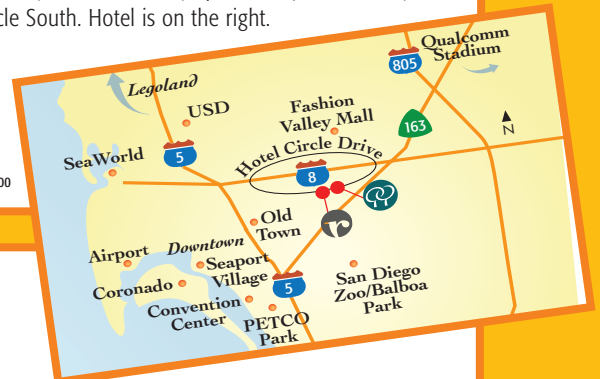 cle South. Hotel is on the right.
00
Legoland
USD
5
SeaWorld
Fashion
Valley Mall
Hotel Circle Drive
8
805
Qualcomm
Stadium
163
N
Old
Town
Airport
Downtown
Seaport
Village
Coronado
Convention
Center
PETCO
Park
5
San Diego
Zoo/Balboa
Park